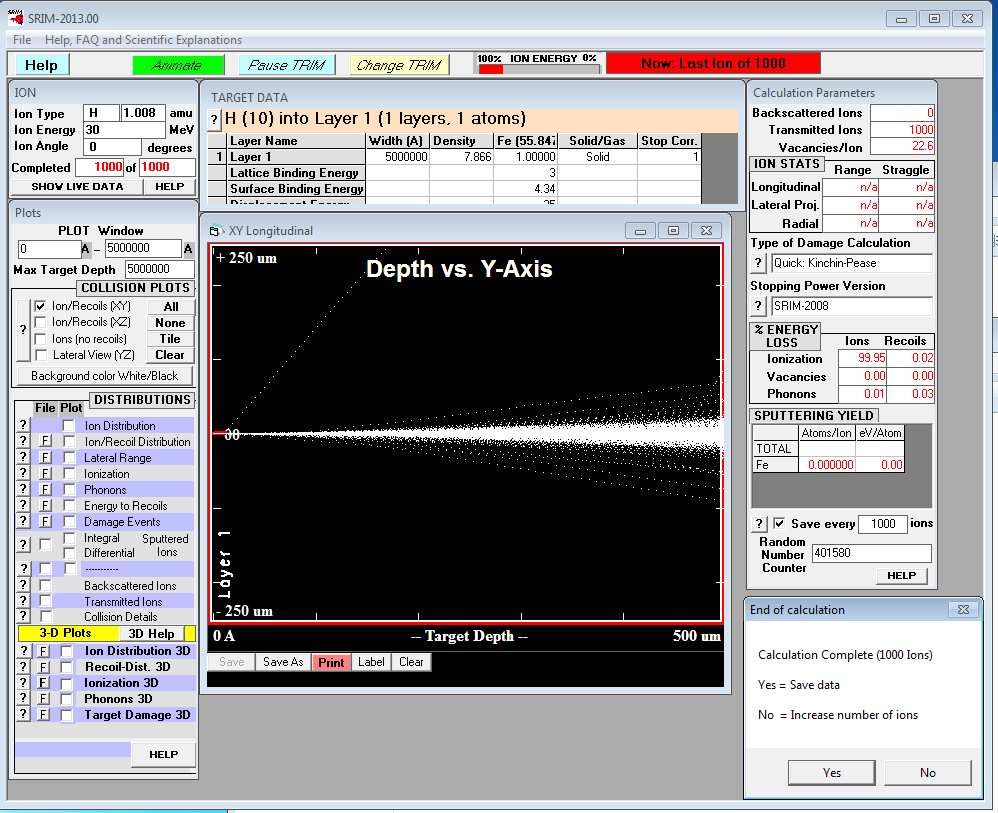 SRIM-2013.00
File Help, FAQ and Scientific Explanations
Help Animate Pause TRIM Change TRIM 100% ION ENERGY 0% Now: Last Ion of 1000
ION
Ion Type H 1.008 amu
Ion Energy 30 MeV
Ion Angle 0 degrees
Completed 1000 of 1000
SHOW LIVE DATA HELP
TARGET DATA
? H (10) into Layer 1 (1 layers, 1 atoms)
Layer Name Width (A) Density Fe (55.847 Solid/Gas Stop Corr.
1 Layer 1 5000000 7.866 1.00000 Solid 1
Lattice Binding Energy 3
Surface Binding Energy 4.34
Displacement Energy 25
Calculation Parameters
Backscattered Ions 0
Transmitted Ions 1000
Vacancies/Ion 22.6
ION STATS Range Straggle
Longitudinal n/a n/a
Lateral Proj. n/a n/a
Radial n/a n/a
Type of Damage Calculation
? Quick: Kinchin-Pease
Stopping Power Version
? SRIM-2008
% ENERGY LOSS Ions Recoils
Ionization 99.95 0.02
Vacancies 0.00 0.00
Phonons 0.01 0.03
SPUTTERING YIELD
Atoms/Ion eV/Atom
TOTAL
Fe 0.000000 0.00
? Save every 1000 ions
Random Number Counter 401580
HELP
Plots
PLOT Window
0 A - 5000000 A
Max Target Depth 5000000
COLLISION PLOTS
? Ion/Recoils (XY) All
Ion/Recoils (XZ) None
Ions (no recoils) Tile
Lateral View (YZ) Clear
Background color White/Black
DISTRIBUTIONS
File Plot
? Ion Distribution
? F Ion/Recoil Distribution
? F Lateral Range
? F Ionization
? F Phonons
? F Energy to Recoils
? F Damage Events
? Integral Sputtered
Differential Ions
? -----------
? Backscattered Ions
? Transmitted Ions
? Collision Details
3-D Plots 3D Help
? F Ion Distribution 3D
? F Recoil-Dist. 3D
? F Ionization 3D
? F Phonons 3D
? F Target Damage 3D
HELP
XY Longitudinal
+ 250 um
Depth vs. Y-Axis
Layer 1
- 250 um
0 A -- Target Depth -- 500 um
Save Save As Print Label Clear
End of calculation
Calculation Complete (1000 Ions)
Yes = Save data
No = Increase number of ions
Yes No